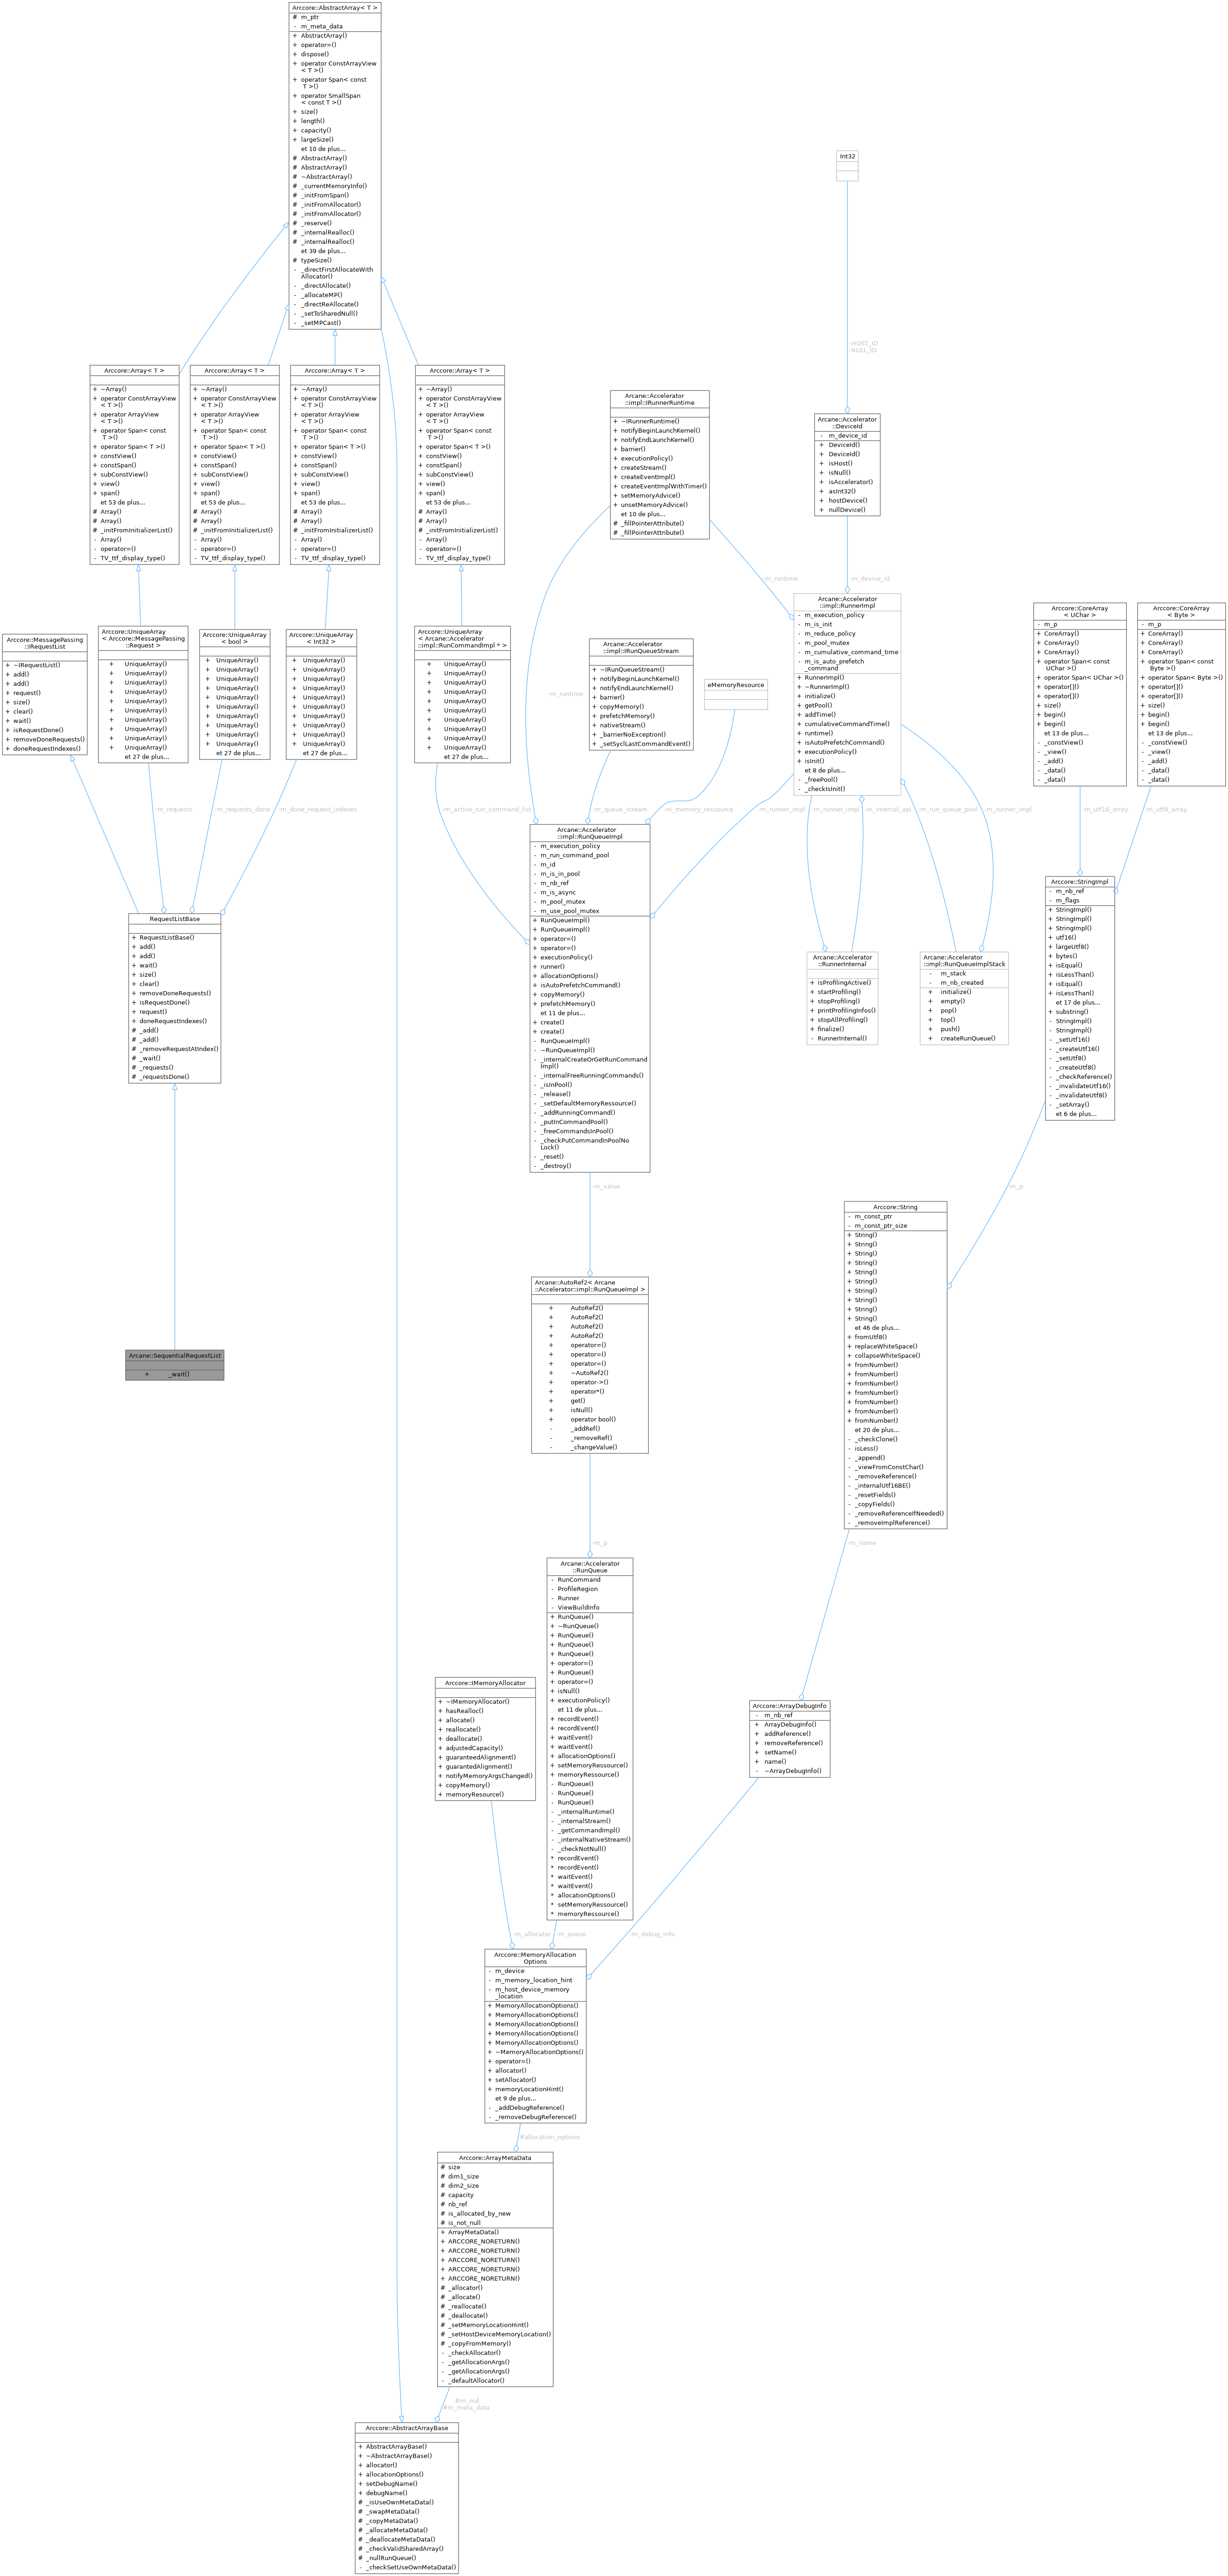 Arccore::AbstractArray< T >
# m_ptr
- m_meta_data
+ AbstractArray()
+ operator=()
+ dispose()
+ operator ConstArrayView
< T >()
+ operator Span< const
 T >()
+ operator SmallSpan
< const T >()
+ size()
+ length()
+ capacity()
+ largeSize()
et 10 de plus...
# AbstractArray()
# AbstractArray()
# ~AbstractArray()
# _currentMemoryInfo()
# _initFromSpan()
# _initFromAllocator()
# _initFromAllocator()
# _reserve()
# _internalRealloc()
# _internalRealloc()
et 39 de plus...
# typeSize()
- _directFirstAllocateWith
Allocator()
- _directAllocate()
- _allocateMP()
- _directReAllocate()
- _setToSharedNull()
- _setMPCast()
Int32
-HOST_ID
-NULL_ID
Arccore::Array< T >
+ ~Array()
+ operator ConstArrayView
< T >()
+ operator ArrayView
< T >()
+ operator Span< const
 T >()
+ operator Span< T >()
+ constView()
+ constSpan()
+ subConstView()
+ view()
+ span()
et 53 de plus...
# Array()
# Array()
# _initFromInitializerList()
- Array()
- operator=()
- TV_ttf_display_type()
Arccore::Array< T >
+ ~Array()
+ operator ConstArrayView
< T >()
+ operator ArrayView
< T >()
+ operator Span< const
 T >()
+ operator Span< T >()
+ constView()
+ constSpan()
+ subConstView()
+ view()
+ span()
et 53 de plus...
# Array()
# Array()
# _initFromInitializerList()
- Array()
- operator=()
- TV_ttf_display_type()
Arccore::Array< T >
+ ~Array()
+ operator ConstArrayView
< T >()
+ operator ArrayView
< T >()
+ operator Span< const
 T >()
+ operator Span< T >()
+ constView()
+ constSpan()
+ subConstView()
+ view()
+ span()
et 53 de plus...
# Array()
# Array()
# _initFromInitializerList()
- Array()
- operator=()
- TV_ttf_display_type()
Arccore::Array< T >
+ ~Array()
+ operator ConstArrayView
< T >()
+ operator ArrayView
< T >()
+ operator Span< const
 T >()
+ operator Span< T >()
+ constView()
+ constSpan()
+ subConstView()
+ view()
+ span()
et 53 de plus...
# Array()
# Array()
# _initFromInitializerList()
- Array()
- operator=()
- TV_ttf_display_type()
Arcane::Accelerator
::impl::IRunnerRuntime
+ ~IRunnerRuntime()
+ notifyBeginLaunchKernel()
+ notifyEndLaunchKernel()
+ barrier()
+ executionPolicy()
+ createStream()
+ createEventImpl()
+ createEventImplWithTimer()
+ setMemoryAdvice()
+ unsetMemoryAdvice()
et 10 de plus...
# _fillPointerAttribute()
# _fillPointerAttribute()
Arcane::Accelerator
::DeviceId
- m_device_id
+ DeviceId()
+ DeviceId()
+ isHost()
+ isNull()
+ isAccelerator()
+ asInt32()
+ hostDevice()
+ nullDevice()
-m_runtime
-m_device_id
Arccore::MessagePassing
::IRequestList
+ ~IRequestList()
+ add()
+ add()
+ request()
+ size()
+ clear()
+ wait()
+ isRequestDone()
+ removeDoneRequests()
+ doneRequestIndexes()
Arccore::UniqueArray
< Arccore::MessagePassing
::Request >
+ UniqueArray()
+ UniqueArray()
+ UniqueArray()
+ UniqueArray()
+ UniqueArray()
+ UniqueArray()
+ UniqueArray()
+ UniqueArray()
+ UniqueArray()
+ UniqueArray()
et 27 de plus...
Arccore::UniqueArray
< bool >
+ UniqueArray()
+ UniqueArray()
+ UniqueArray()
+ UniqueArray()
+ UniqueArray()
+ UniqueArray()
+ UniqueArray()
+ UniqueArray()
+ UniqueArray()
+ UniqueArray()
et 27 de plus...
Arccore::UniqueArray
< Int32 >
+ UniqueArray()
+ UniqueArray()
+ UniqueArray()
+ UniqueArray()
+ UniqueArray()
+ UniqueArray()
+ UniqueArray()
+ UniqueArray()
+ UniqueArray()
+ UniqueArray()
et 27 de plus...
Arccore::UniqueArray
< Arcane::Accelerator
::impl::RunCommandImpl * >
+ UniqueArray()
+ UniqueArray()
+ UniqueArray()
+ UniqueArray()
+ UniqueArray()
+ UniqueArray()
+ UniqueArray()
+ UniqueArray()
+ UniqueArray()
+ UniqueArray()
et 27 de plus...
-m_runtime
Arcane::Accelerator
::impl::IRunQueueStream
+ ~IRunQueueStream()
+ notifyBeginLaunchKernel()
+ notifyEndLaunchKernel()
+ barrier()
+ copyMemory()
+ prefetchMemory()
+ nativeStream()
+ _barrierNoException()
+ _setSyclLastCommandEvent()
eMemoryResource
Arcane::Accelerator
::impl::RunnerImpl
- m_execution_policy
- m_is_init
- m_reduce_policy
- m_pool_mutex
- m_cumulative_command_time
- m_is_auto_prefetch
_command
+ RunnerImpl()
+ ~RunnerImpl()
+ initialize()
+ getPool()
+ addTime()
+ cumulativeCommandTime()
+ runtime()
+ isAutoPrefetchCommand()
+ executionPolicy()
+ isInit()
et 8 de plus...
- _freePool()
- _checkIsInit()
Arccore::CoreArray
< UChar >
- m_p
+ CoreArray()
+ CoreArray()
+ CoreArray()
+ operator Span< const
 UChar >()
+ operator Span< UChar >()
+ operator[]()
+ operator[]()
+ size()
+ begin()
+ begin()
et 13 de plus...
- _constView()
- _view()
- _add()
- _data()
- _data()
Arccore::CoreArray
< Byte >
- m_p
+ CoreArray()
+ CoreArray()
+ CoreArray()
+ operator Span< const
 Byte >()
+ operator Span< Byte >()
+ operator[]()
+ operator[]()
+ size()
+ begin()
+ begin()
et 13 de plus...
- _constView()
- _view()
- _add()
- _data()
- _data()
-m_requests
-m_requests_done
-m_done_request_indexes
-m_active_run_command_list
-m_queue_stream
-m_memory_ressource
-m_runner_impl
-m_runner_impl
-m_internal_api
-m_run_queue_pool
-m_runner_impl
-m_utf16_array
-m_utf8_array
RequestListBase
+ RequestListBase()
+ add()
+ add()
+ wait()
+ size()
+ clear()
+ removeDoneRequests()
+ isRequestDone()
+ request()
+ doneRequestIndexes()
# _add()
# _add()
# _removeRequestAtIndex()
# _wait()
# _requests()
# _requestsDone()
Arcane::Accelerator
::impl::RunQueueImpl
- m_execution_policy
- m_run_command_pool
- m_id
- m_is_in_pool
- m_nb_ref
- m_is_async
- m_pool_mutex
- m_use_pool_mutex
+ RunQueueImpl()
+ RunQueueImpl()
+ operator=()
+ operator=()
+ executionPolicy()
+ runner()
+ allocationOptions()
+ isAutoPrefetchCommand()
+ copyMemory()
+ prefetchMemory()
et 11 de plus...
+ create()
+ create()
- RunQueueImpl()
- ~RunQueueImpl()
- _internalCreateOrGetRunCommand
Impl()
- _internalFreeRunningCommands()
- _isInPool()
- _release()
- _setDefaultMemoryRessource()
- _addRunningCommand()
- _putInCommandPool()
- _freeCommandsInPool()
- _checkPutCommandInPoolNo
Lock()
- _reset()
- _destroy()
Arcane::Accelerator
::RunnerInternal
+ isProfilingActive()
+ startProfiling()
+ stopProfiling()
+ printProfilingInfos()
+ stopAllProfiling()
+ finalize()
- RunnerInternal()
Arcane::Accelerator
::impl::RunQueueImplStack
- m_stack
- m_nb_created
+ initialize()
+ empty()
+ pop()
+ top()
+ push()
+ createRunQueue()
Arccore::StringImpl
- m_nb_ref
- m_flags
+ StringImpl()
+ StringImpl()
+ StringImpl()
+ utf16()
+ largeUtf8()
+ bytes()
+ isEqual()
+ isLessThan()
+ isEqual()
+ isLessThan()
et 17 de plus...
+ substring()
- StringImpl()
- StringImpl()
- _setUtf16()
- _createUtf16()
- _setUtf8()
- _createUtf8()
- _checkReference()
- _invalidateUtf16()
- _invalidateUtf8()
- _setArray()
et 6 de plus...
-m_value
-m_p
Arccore::String
- m_const_ptr
- m_const_ptr_size
+ String()
+ String()
+ String()
+ String()
+ String()
+ String()
+ String()
+ String()
+ String()
+ String()
et 46 de plus...
+ fromUtf8()
+ replaceWhiteSpace()
+ collapseWhiteSpace()
+ fromNumber()
+ fromNumber()
+ fromNumber()
+ fromNumber()
+ fromNumber()
+ fromNumber()
+ fromNumber()
et 20 de plus...
- _checkClone()
- isLess()
- _append()
- _viewFromConstChar()
- _removeReference()
- _internalUtf16BE()
- _resetFields()
- _copyFields()
- _removeReferenceIfNeeded()
- _removeImplReference()
Arcane::AutoRef2< Arcane
::Accelerator::impl::RunQueueImpl >
+ AutoRef2()
+ AutoRef2()
+ AutoRef2()
+ AutoRef2()
+ operator=()
+ operator=()
+ operator=()
+ ~AutoRef2()
+ operator->()
+ operator*()
+ get()
+ isNull()
+ operator bool()
- _addRef()
- _removeRef()
- _changeValue()
Arcane::SequentialRequestList
+ _wait()
-m_p
-m_name
Arcane::Accelerator
::RunQueue
- RunCommand
- ProfileRegion
- Runner
- ViewBuildInfo
+ RunQueue()
+ ~RunQueue()
+ RunQueue()
+ RunQueue()
+ RunQueue()
+ operator=()
+ RunQueue()
+ operator=()
+ isNull()
+ executionPolicy()
et 11 de plus...
+ recordEvent()
+ recordEvent()
+ waitEvent()
+ waitEvent()
+ allocationOptions()
+ setMemoryRessource()
+ memoryRessource()
- RunQueue()
- RunQueue()
- RunQueue()
- _internalRuntime()
- _internalStream()
- _getCommandImpl()
- _internalNativeStream()
- _checkNotNull()
* recordEvent()
* recordEvent()
* waitEvent()
* waitEvent()
* allocationOptions()
* setMemoryRessource()
* memoryRessource()
Arccore::IMemoryAllocator
+ ~IMemoryAllocator()
+ hasRealloc()
+ allocate()
+ reallocate()
+ deallocate()
+ adjustedCapacity()
+ guaranteedAlignment()
+ guarantedAlignment()
+ notifyMemoryArgsChanged()
+ copyMemory()
+ memoryResource()
Arccore::ArrayDebugInfo
- m_nb_ref
+ ArrayDebugInfo()
+ addReference()
+ removeReference()
+ setName()
+ name()
- ~ArrayDebugInfo()
-m_allocator
-m_queue
-m_debug_info
Arccore::MemoryAllocation
Options
- m_device
- m_memory_location_hint
- m_host_device_memory
_location
+ MemoryAllocationOptions()
+ MemoryAllocationOptions()
+ MemoryAllocationOptions()
+ MemoryAllocationOptions()
+ MemoryAllocationOptions()
+ ~MemoryAllocationOptions()
+ operator=()
+ allocator()
+ setAllocator()
+ memoryLocationHint()
et 9 de plus...
- _addDebugReference()
- _removeDebugReference()
#allocation_options
Arccore::ArrayMetaData
# size
# dim1_size
# dim2_size
# capacity
# nb_ref
# is_allocated_by_new
# is_not_null
+ ArrayMetaData()
+ ARCCORE_NORETURN()
+ ARCCORE_NORETURN()
+ ARCCORE_NORETURN()
+ ARCCORE_NORETURN()
+ ARCCORE_NORETURN()
# _allocator()
# _allocate()
# _reallocate()
# _deallocate()
# _setMemoryLocationHint()
# _setHostDeviceMemoryLocation()
# _copyFromMemory()
- _checkAllocator()
- _getAllocationArgs()
- _getAllocationArgs()
- _defaultAllocator()
#m_md
#m_meta_data
Arccore::AbstractArrayBase
+ AbstractArrayBase()
+ ~AbstractArrayBase()
+ allocator()
+ allocationOptions()
+ setDebugName()
+ debugName()
# _isUseOwnMetaData()
# _swapMetaData()
# _copyMetaData()
# _allocateMetaData()
# _deallocateMetaData()
# _checkValidSharedArray()
# _nullRunQueue()
- _checkSetUseOwnMetaData()